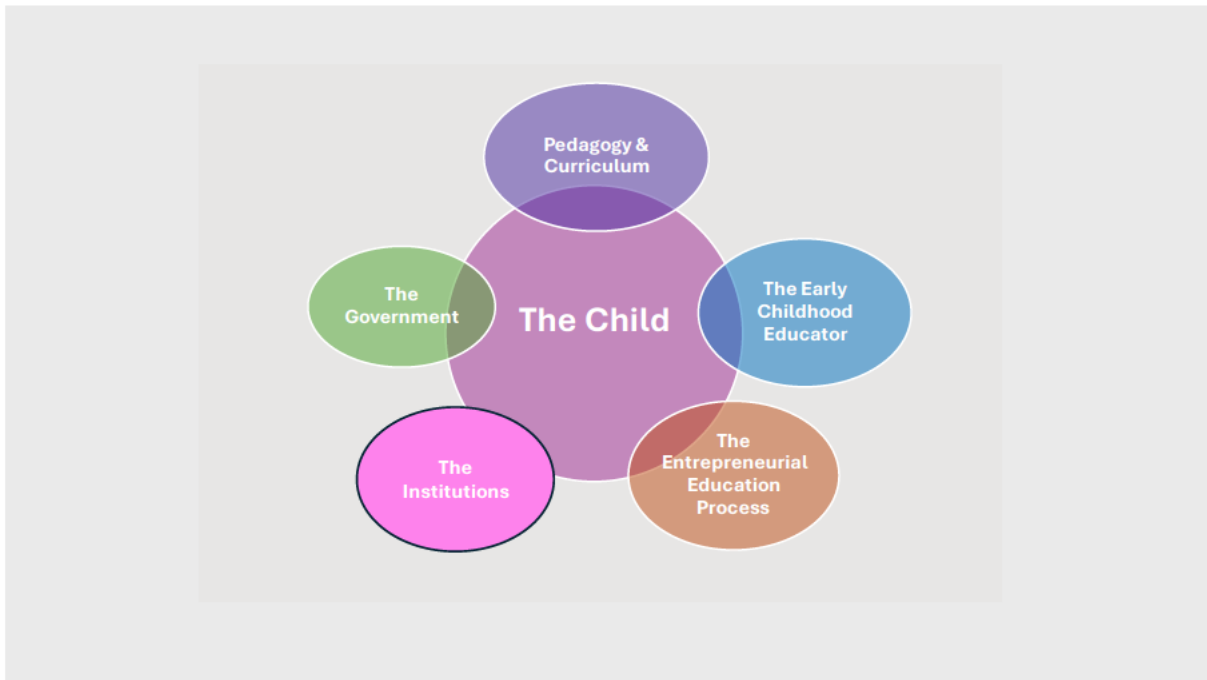 Pedagogy &
Curriculum
The
Government
The Child
The Early
Childhood
Educator
The
Institutions
The
Entrepreneurial
Education
Process